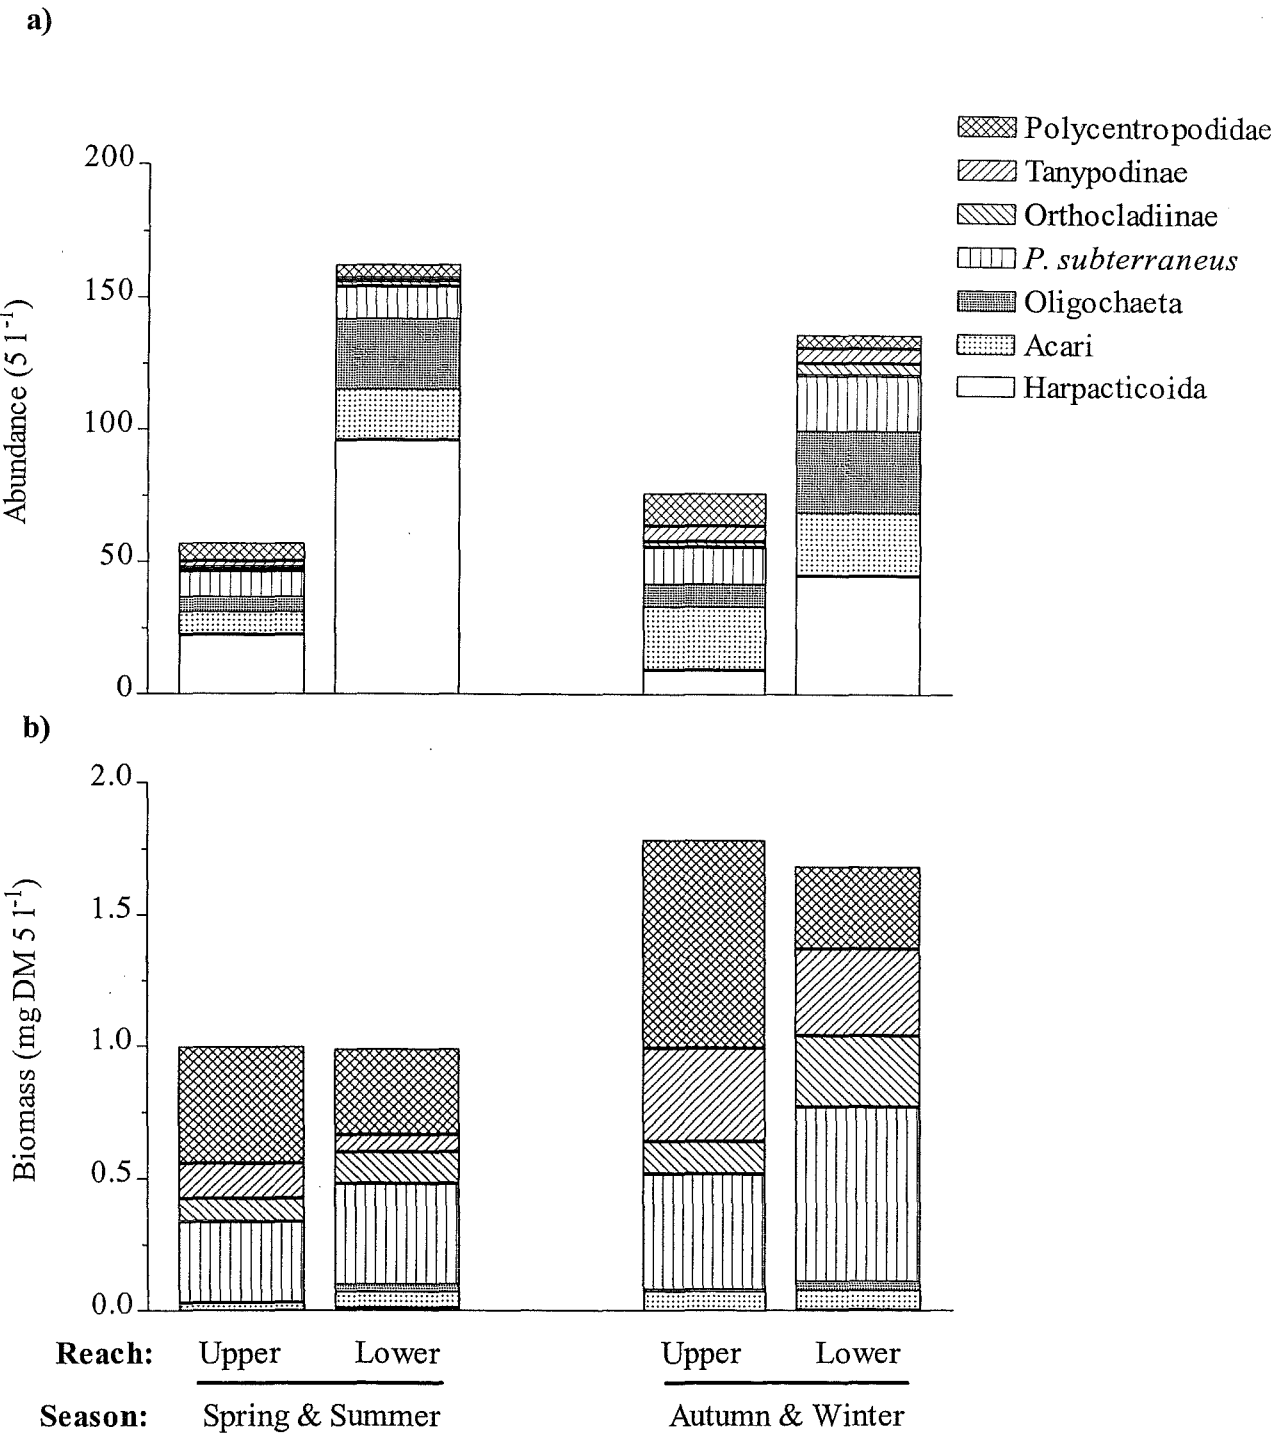 a)
Polycentropodidae
Tanypodinae
Orthocladiinae
P. subterraneus
Oligochaeta
Acari
Harpacticoida
Abundance (5 l⁻¹)
200
150
100
50
0
b)
Biomass (mg DM 5 l⁻¹)
2.0
1.5
1.0
0.5
0.0
Reach: Upper Lower Upper Lower
Season: Spring & Summer Autumn & Winter